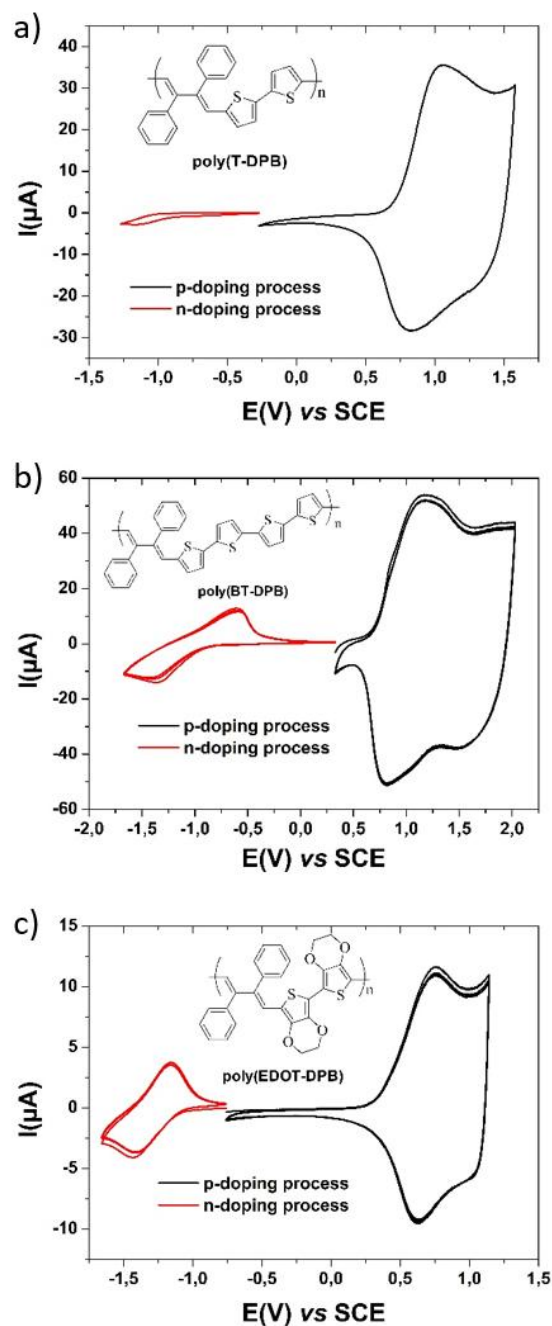 a)
40
30
20
10
0
-10
-20
-30
I(µA)
S
S
n
poly(T-DPB)
p-doping process
n-doping process
-1,5 -1,0 -0,5 0,0 0,5 1,0 1,5
E(V) vs SCE
b)
60
40
20
0
-20
-40
-60
I(µA)
S
S
S
S
n
poly(BT-DPB)
p-doping process
n-doping process
-2,0 -1,5 -1,0 -0,5 0,0 0,5 1,0 1,5 2,0
E(V) vs SCE
c)
15
10
5
0
-5
-10
I(µA)
O
O
S
S
n
O
O
poly(EDOT-DPB)
p-doping process
n-doping process
-1,5 -1,0 -0,5 0,0 0,5 1,0 1,5
E(V) vs SCE